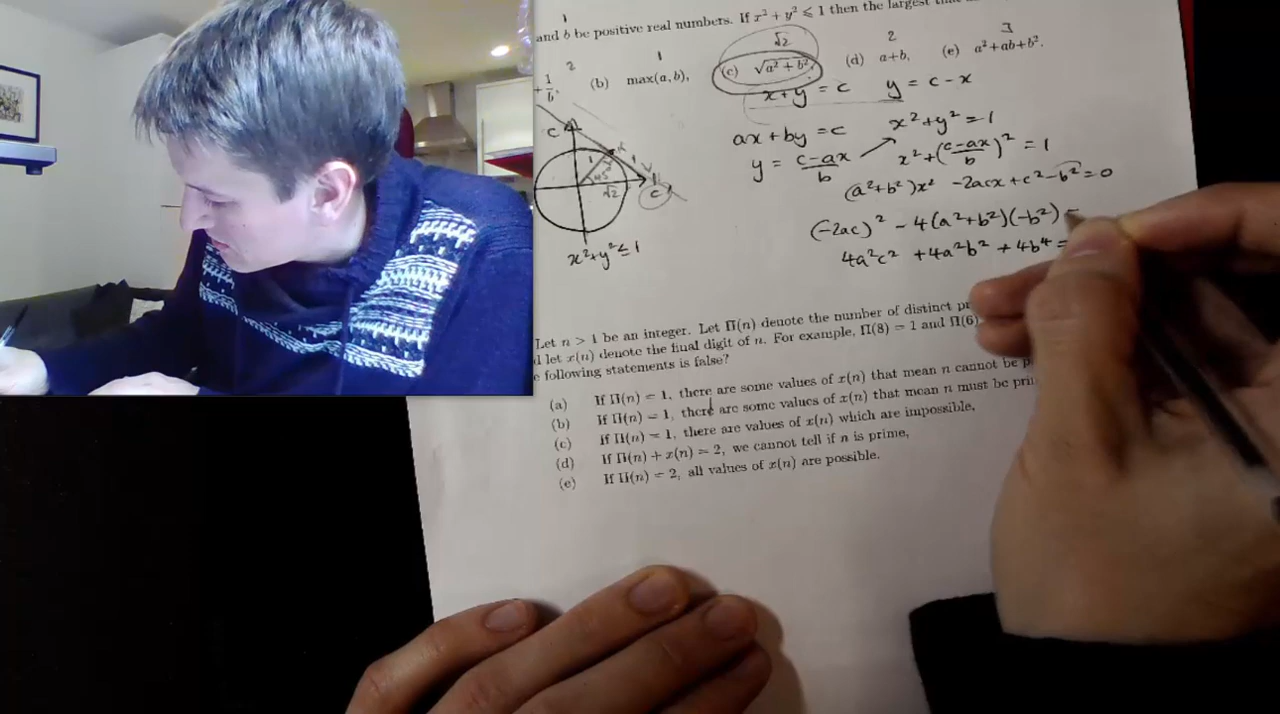 and b be positive real numbers. If x² + y² ⩽ 1 then the largest that
1
2
1
√2
2
3
+ 1/b, (b) max(a, b), (c) √(a² + b²), (d) a+b, (e) a² + ab + b².
x+y = c y = c - x
ax + by = c x² + y² = 1
y = (c - ax)/b x² + ((c - ax)/b)² = 1
(a² + b²)x² - 2acx + c² - b² = 0
(-2ac)² - 4(a² + b²)(-b²) =
4a²c² + 4a²b² + 4b⁴ =
c
1
1
45°
√2
c
x² + y² ≤ 1
Let n > 1 be an integer. Let Π(n) denote the number of distinct
let x(n) denote the final digit of n. For example, Π(8) = 1 and Π(6)
following statements is false?
(a) If Π(n) = 1, there are some values of x(n) that mean n cannot be
(b) If Π(n) = 1, there are some values of x(n) that mean n must be
(c) If Π(n) = 1, there are values of x(n) which are impossible,
(d) If Π(n) + x(n) = 2, we cannot tell if n is prime,
(e) If Π(n) = 2, all values of x(n) are possible.